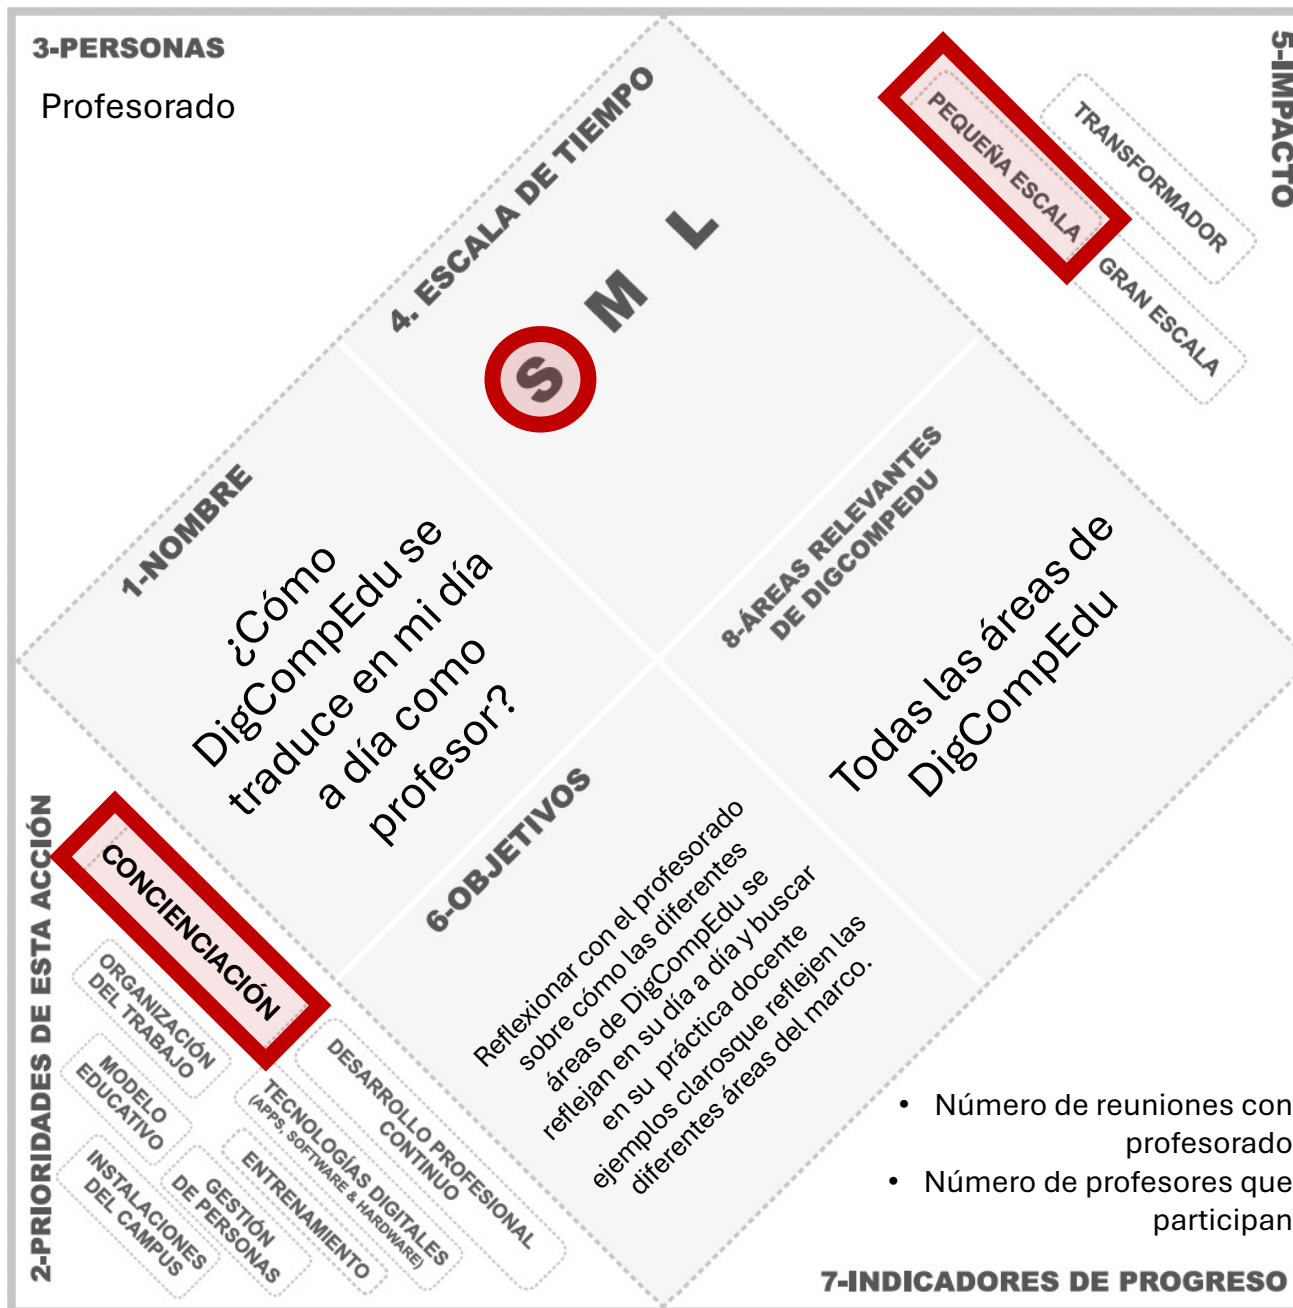 3-PERSONAS
Profesorado
4. ESCALA DE TIEMPO
S M L
5-IMPACTO
PEQUEÑA ESCALA
TRANSFORMADOR
GRAN ESCALA
1-NOMBRE
¿Cómo
DigCompEdu se
traduce en mi día
a día como
profesor?
8-ÁREAS RELEVANTES
DE DIGCOMPEDU
Todas las áreas de
DigCompEdu
2-PRIORIDADES DE ESTA ACCIÓN
CONCIENCIACIÓN
ORGANIZACIÓN
DEL TRABAJO
MODELO
EDUCATIVO
INSTALACIONES
DEL CAMPUS
DESARROLLO PROFESIONAL
CONTINUO
TECNOLOGÍAS DIGITALES
(APPS, SOFTWARE & HARDWARE)
ENTRENAMIENTO
GESTIÓN
DE PERSONAS
6-OBJETIVOS
Reflexionar con el profesorado
sobre cómo las diferentes
áreas de DigCompEdu se
reflejan en su día a día y buscar
en su práctica docente
ejemplos clarosque reflejen las
diferentes áreas del marco.
• Número de reuniones con
profesorado
• Número de profesores que
participan
7-INDICADORES DE PROGRESO